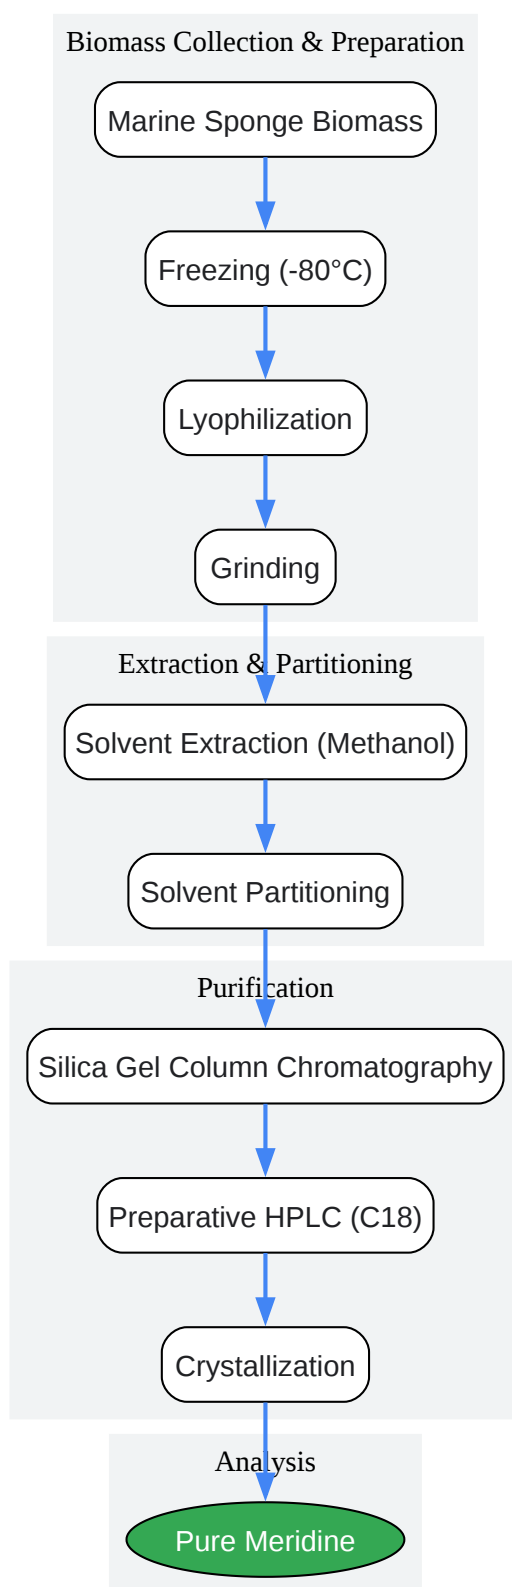 Biomass Collection & Preparation
Marine Sponge Biomass
Freezing (-80°C)
Lyophilization
Grinding
Extraction & Partitioning
Solvent Extraction (Methanol)
Solvent Partitioning
Purification
Silica Gel Column Chromatography
Preparative HPLC (C18)
Crystallization
Analysis
Pure Meridine